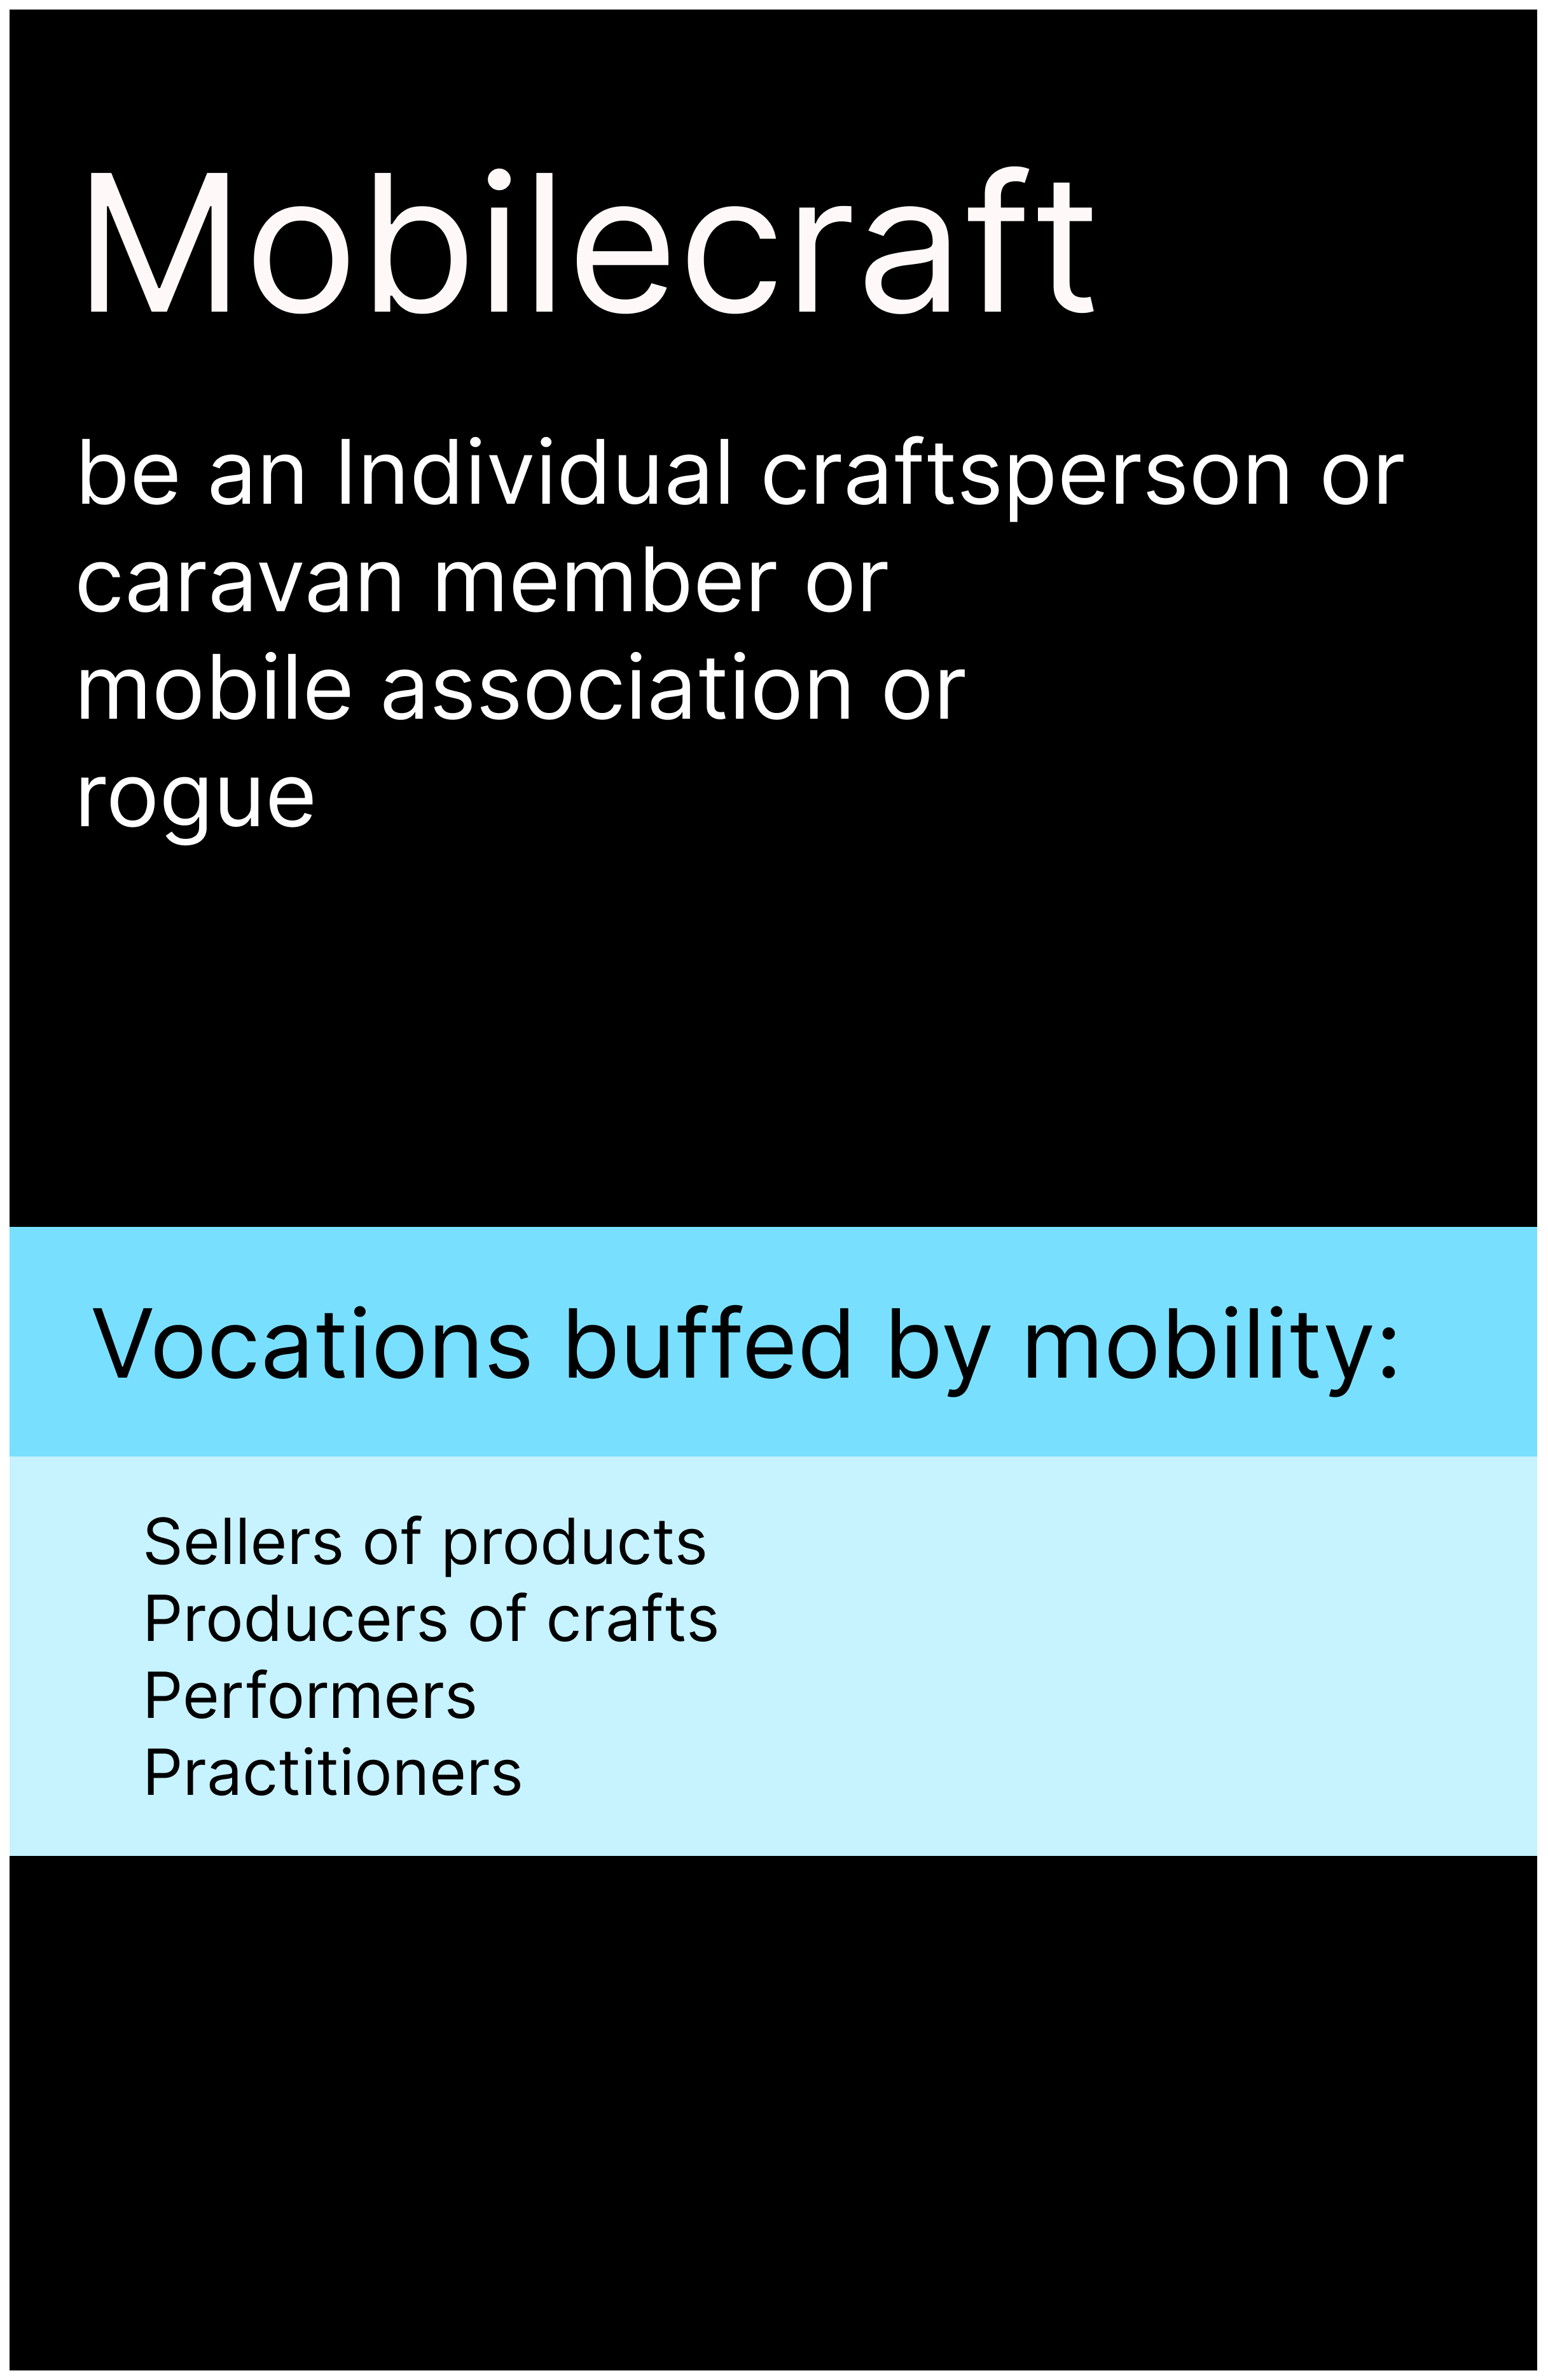 Mobilecraft
be an Individual craftsperson or
caravan member or
mobile association or
rogue
Vocations buffed by mobility:
Sellers of products
Producers of crafts
Performers
Practitioners